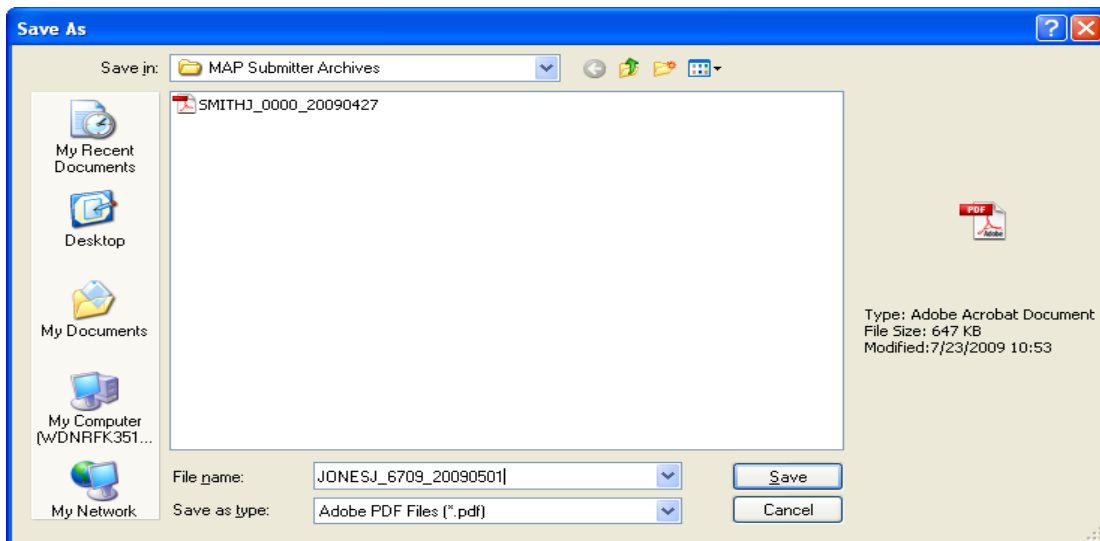 Save As
Save in: MAP Submitter Archives
SMITHJ_0000_20090427
My Recent
Documents
Desktop
My Documents
My Computer
(WDNRFK351...
My Network
PDF
Adobe
Type: Adobe Acrobat Document
File Size: 647 KB
Modified:7/23/2009 10:53
File name: JONESJ_6709_20090501 Save
Save as type: Adobe PDF Files (*.pdf) Cancel